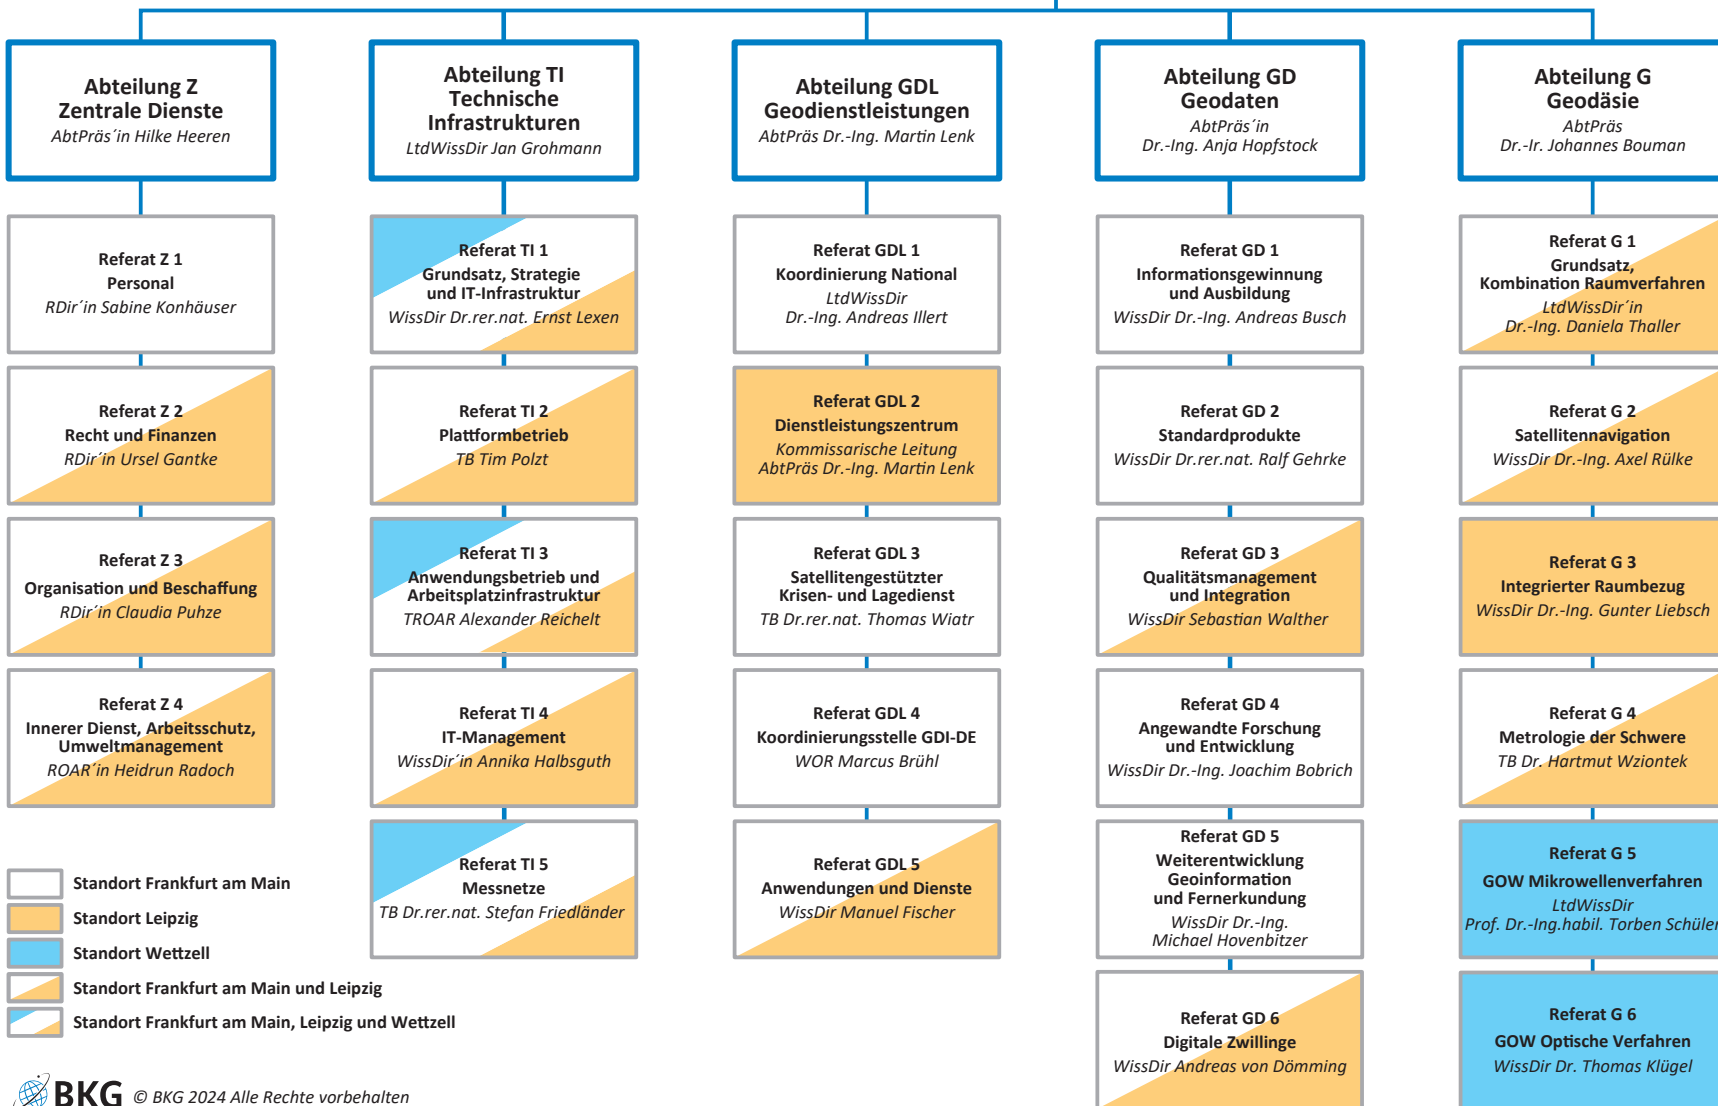 Abteilung Z
Zentrale Dienste
AbtPräs´in Hilke Heeren
Abteilung TI
Technische
Infrastrukturen
LtdWissDir Jan Grohmann
Abteilung GDL
Geodienstleistungen
AbtPräs Dr.-Ing. Martin Lenk
Abteilung GD
Geodaten
AbtPräs´in
Dr.-Ing. Anja Hopfstock
Abteilung G
Geodäsie
AbtPräs
Dr.-Ir. Johannes Bouman
Referat Z 1
Personal
RDir´in Sabine Konhäuser
Referat Z 2
Recht und Finanzen
RDir´in Ursel Gantke
Referat Z 3
Organisation und Beschaffung
RDir´in Claudia Puhze
Referat Z 4
Innerer Dienst, Arbeitsschutz,
Umweltmanagement
ROAR´in Heidrun Radoch
Referat TI 1
Grundsatz, Strategie
und IT-Infrastruktur
WissDir Dr.rer.nat. Ernst Lexen
Referat TI 2
Plattformbetrieb
TB Tim Polzt
Referat TI 3
Anwendungsbetrieb und
Arbeitsplatzinfrastruktur
TROAR Alexander Reichelt
Referat TI 4
IT-Management
WissDir´in Annika Halbsguth
Referat TI 5
Messnetze
TB Dr.rer.nat. Stefan Friedländer
Referat GDL 1
Koordinierung National
LtdWissDir
Dr.-Ing. Andreas Illert
Referat GDL 2
Dienstleistungszentrum
Kommissarische Leitung
AbtPräs Dr.-Ing. Martin Lenk
Referat GDL 3
Satellitengestützter
Krisen- und Lagedienst
TB Dr.rer.nat. Thomas Wiatr
Referat GDL 4
Koordinierungsstelle GDI-DE
WOR Marcus Brühl
Referat GDL 5
Anwendungen und Dienste
WissDir Manuel Fischer
Referat GD 1
Informationsgewinnung
und Ausbildung
WissDir Dr.-Ing. Andreas Busch
Referat GD 2
Standardprodukte
WissDir Dr.rer.nat. Ralf Gehrke
Referat GD 3
Qualitätsmanagement
und Integration
WissDir Sebastian Walther
Referat GD 4
Angewandte Forschung
und Entwicklung
WissDir Dr.-Ing. Joachim Bobrich
Referat GD 5
Weiterentwicklung
Geoinformation
und Fernerkundung
WissDir Dr.-Ing.
Michael Hovenbitzer
Referat GD 6
Digitale Zwillinge
WissDir Andreas von Dömming
Referat G 1
Grundsatz,
Kombination Raumverfahren
LtdWissDir´in
Dr.-Ing. Daniela Thaller
Referat G 2
Satellitennavigation
WissDir Dr.-Ing. Axel Rülke
Referat G 3
Integrierter Raumbezug
WissDir Dr.-Ing. Gunter Liebsch
Referat G 4
Metrologie der Schwere
TB Dr. Hartmut Wziontek
Referat G 5
GOW Mikrowellenverfahren
LtdWissDir
Prof. Dr.-Ing.habil. Torben Schüler
Referat G 6
GOW Optische Verfahren
WissDir Dr. Thomas Klügel
Standort Frankfurt am Main
Standort Leipzig
Standort Wettzell
Standort Frankfurt am Main und Leipzig
Standort Frankfurt am Main, Leipzig und Wettzell
BKG © BKG 2024 Alle Rechte vorbehalten